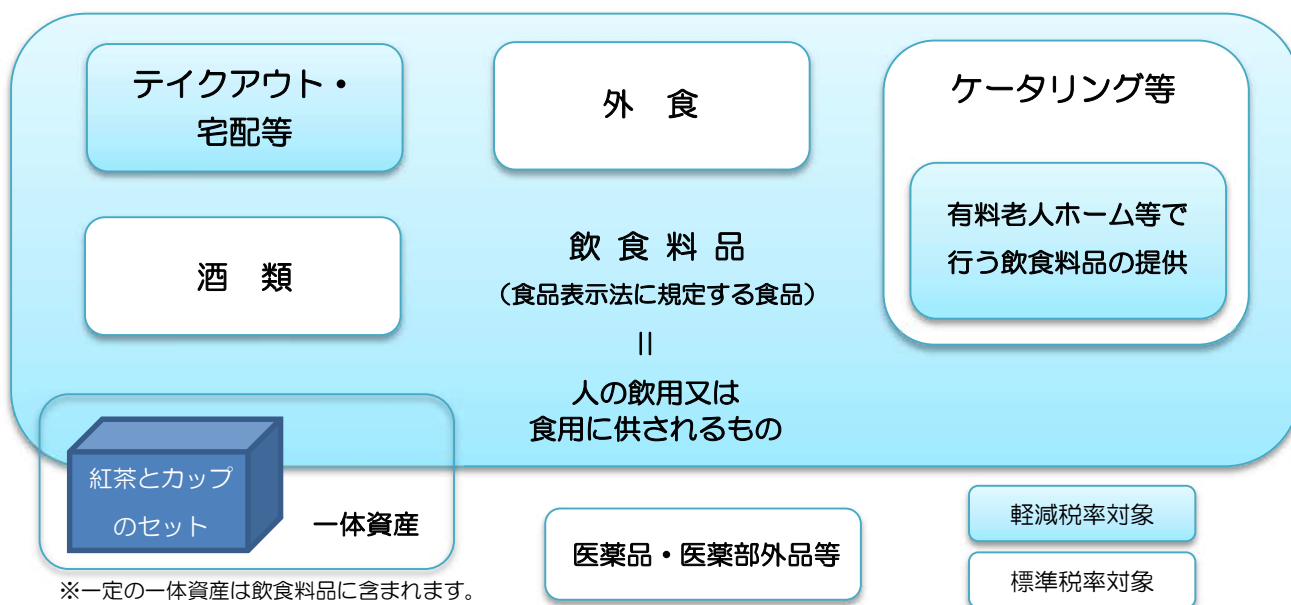 テイクアウト・
宅配等
外　食
ケータリング等
有料老人ホーム等で
行う飲食料品の提供
酒　類
飲 食 料 品
（食品表示法に規定する食品）
＝
人の飲用又は
食用に供されるもの
紅茶とカップ
のセット
一体資産
※一定の一体資産は飲食料品に含まれます。
医薬品・医薬部外品等
軽減税率対象
標準税率対象